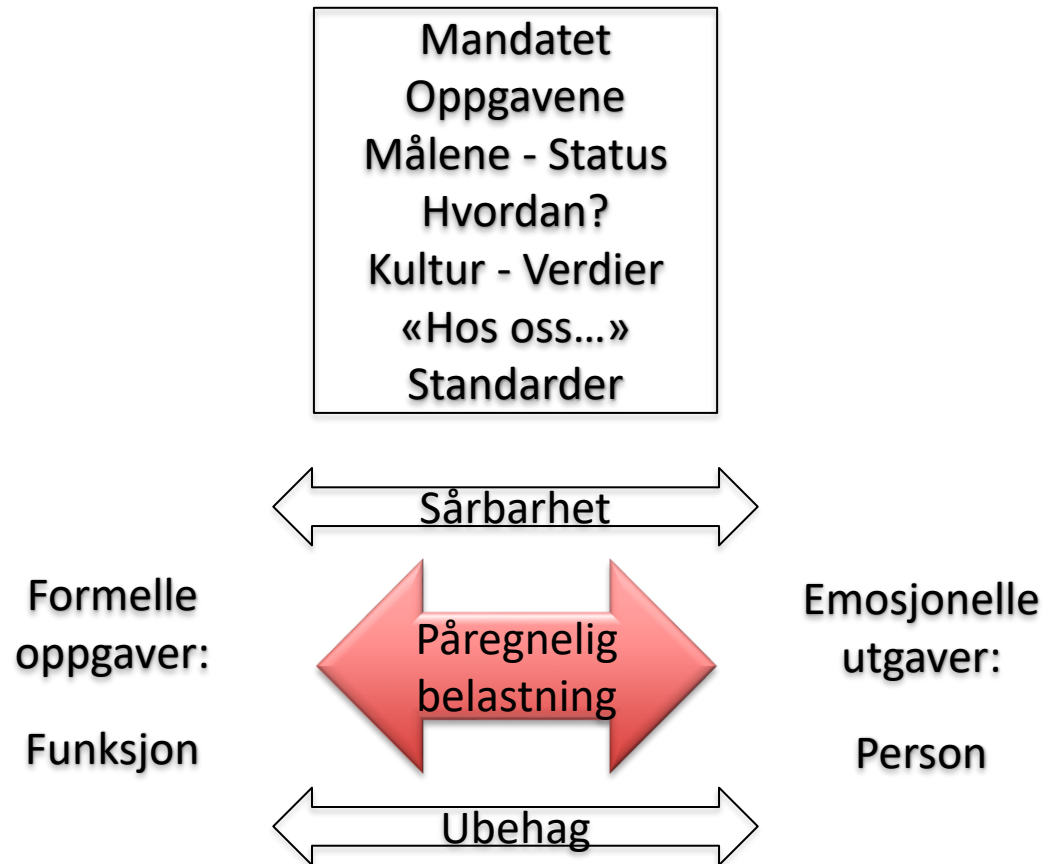 Mandatet
Oppgavene
Målene - Status
Hvordan?
Kultur - Verdier
«Hos oss…»
Standarder
Sårbarhet
Formelle
oppgaver:
Funksjon
Påregnelig
belastning
Emosjonelle
utgaver:
Person
Ubehag